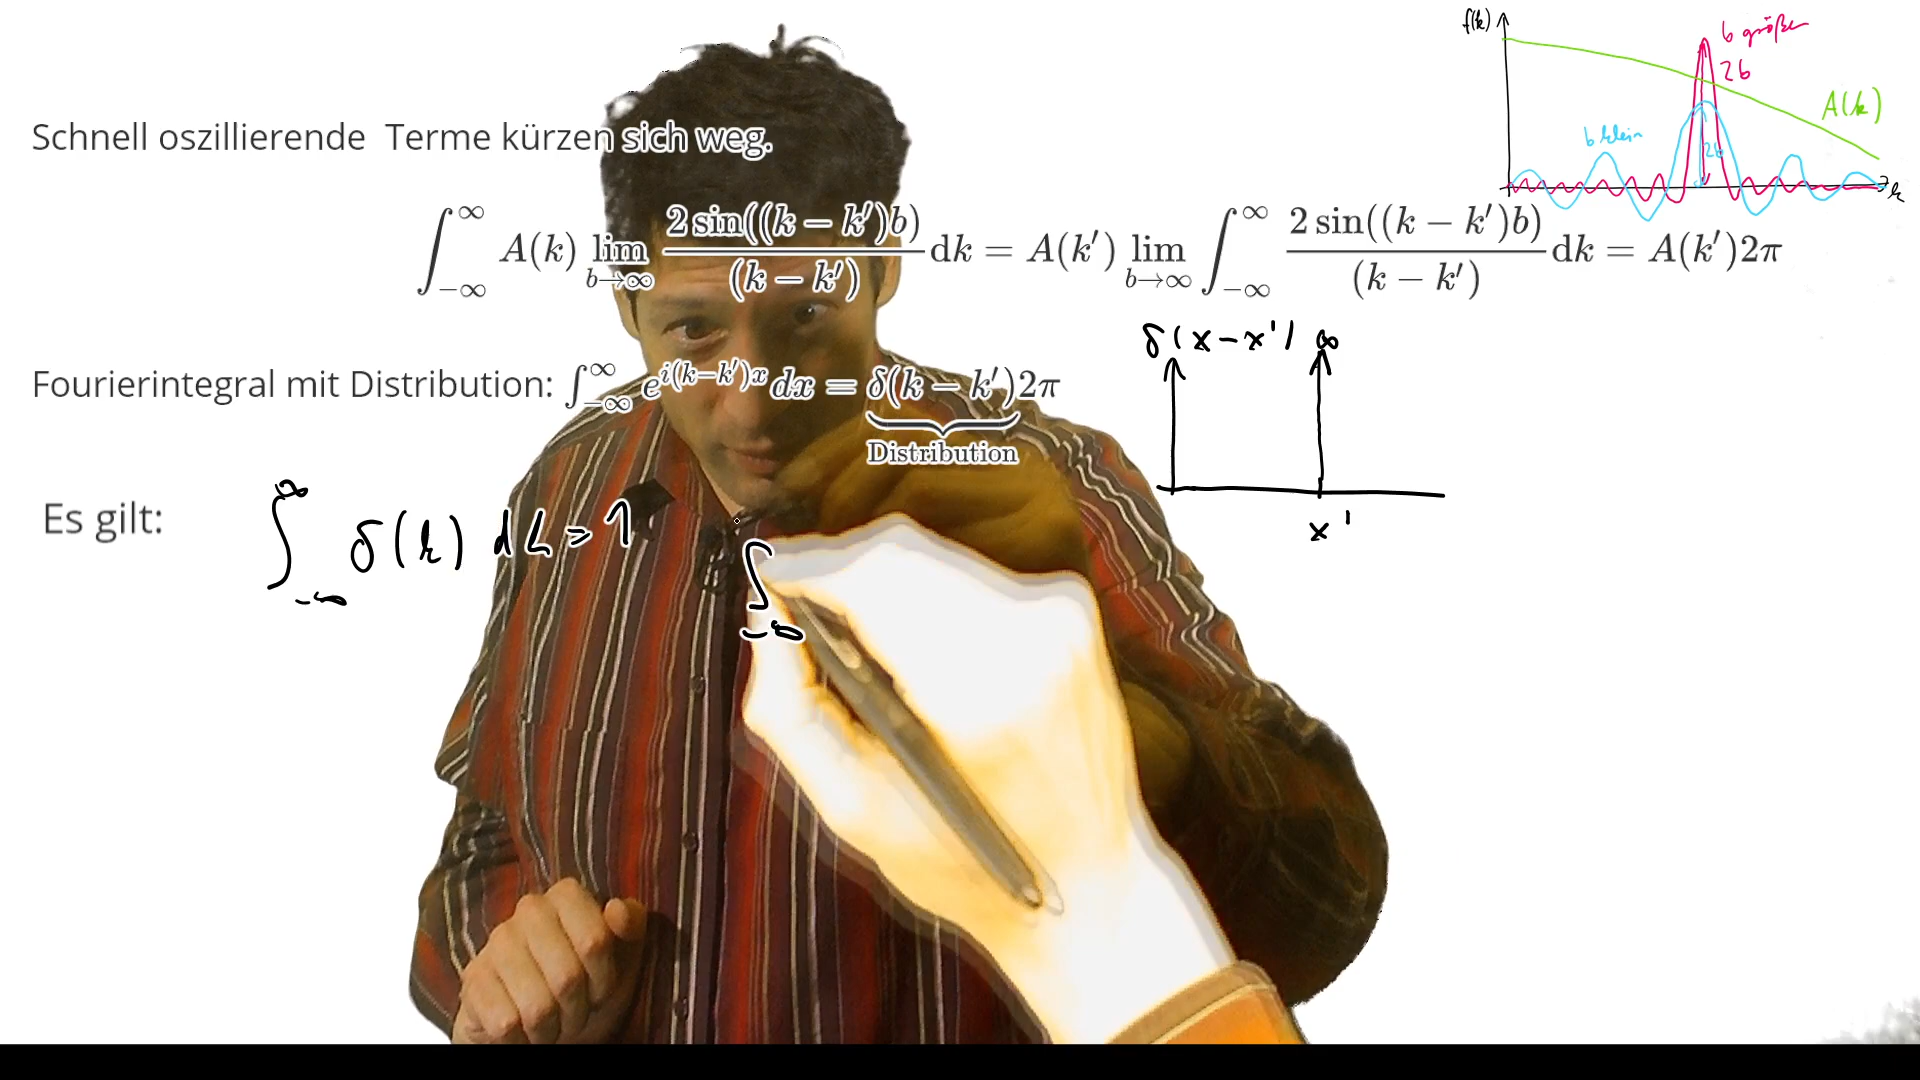 f(k)
b größer
2b
A(k)
b klein
2b
k
Schnell oszillierende Terme kürzen sich weg.
∫_{-∞}^{∞} A(k) lim_{b→∞} 2 sin((k − k′)b)/(k − k′) dk = A(k′) lim_{b→∞} ∫_{-∞}^{∞} 2 sin((k − k′)b)/(k − k′) dk = A(k′)2π
δ(x-x') ∞
Fourierintegral mit Distribution: ∫_{-∞}^{∞} e^{i(k−k′)x} dx = δ(k − k′)2π
Distribution
x'
Es gilt: ∫_{-∞}^{∞} δ(k) dk = 1
∫_{-∞}